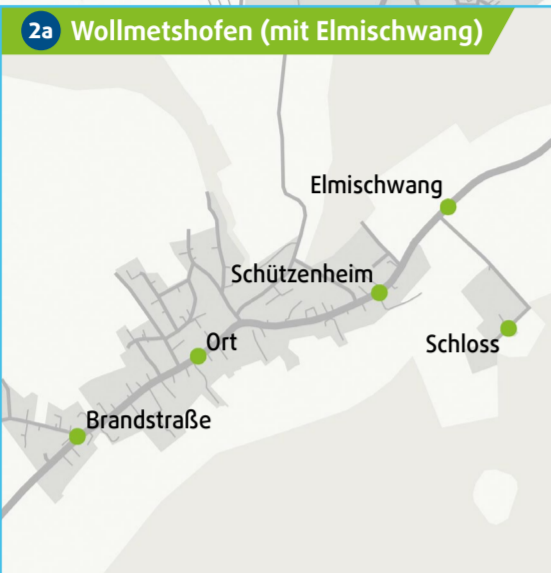 2a Wollmetshofen (mit Elmischwang)
Elmischwang
Schützenheim
Schloss
Ort
Brandstraße